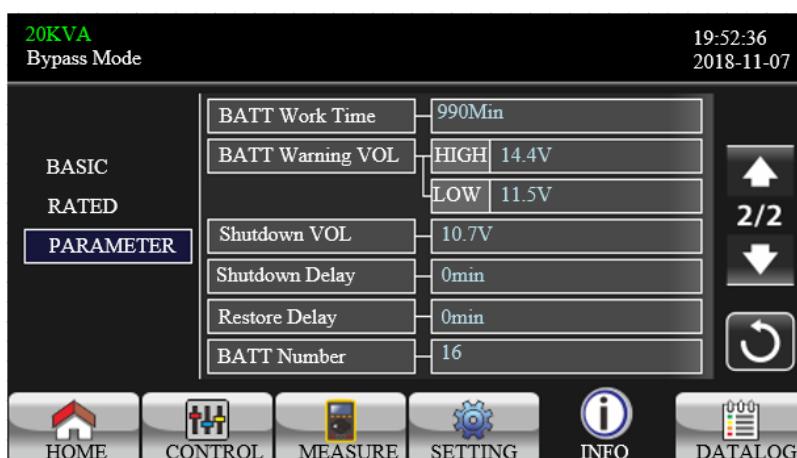 20KVA
Bypass Mode
19:52:36
2018-11-07
BASIC
RATED
PARAMETER
BATT Work Time 990Min
BATT Warning VOL HIGH 14.4V
LOW 11.5V
Shutdown VOL 10.7V
Shutdown Delay 0min
Restore Delay 0min
BATT Number 16
2/2
HOME CONTROL MEASURE SETTING INFO DATALOG